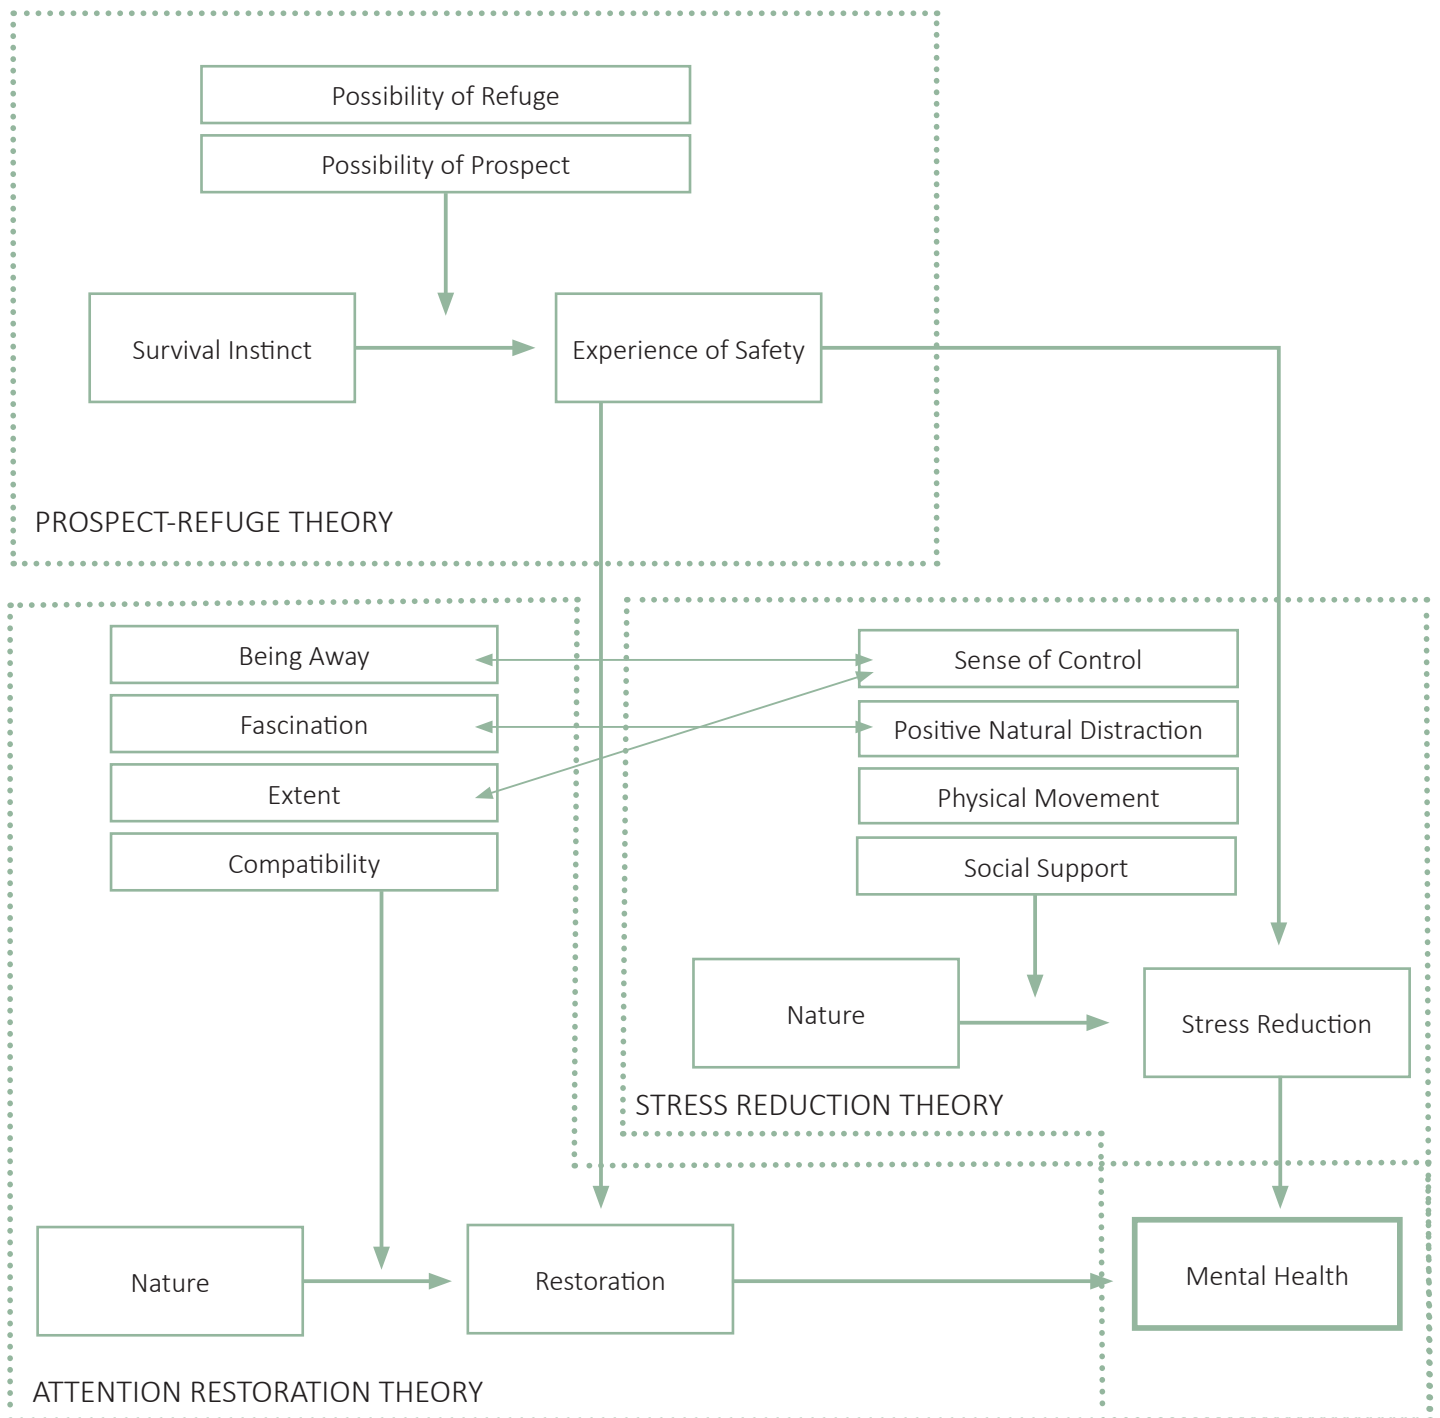 Possibility of Refuge
Possibility of Prospect
Survival Instinct
Experience of Safety
PROSPECT-REFUGE THEORY
Being Away
Fascination
Extent
Compatibility
Sense of Control
Positive Natural Distraction
Physical Movement
Social Support
Nature
Stress Reduction
STRESS REDUCTION THEORY
Nature
Restoration
Mental Health
ATTENTION RESTORATION THEORY